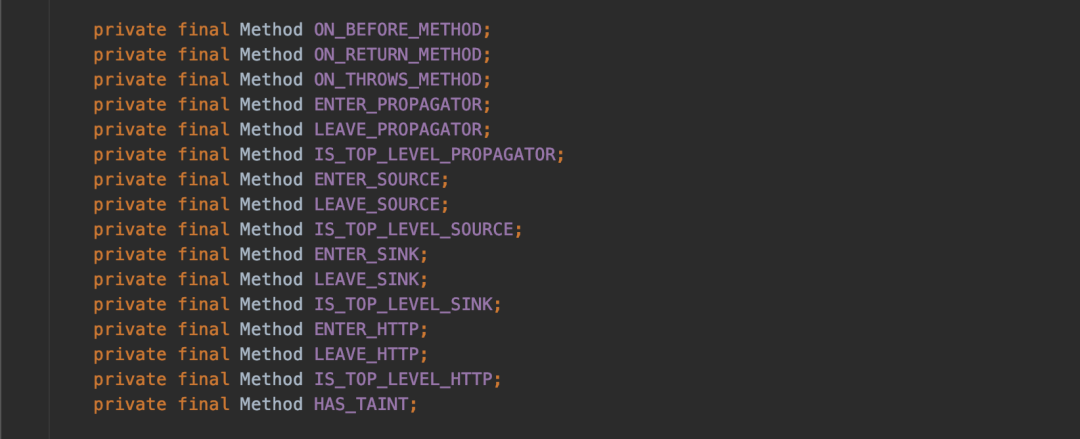 private final Method ON_BEFORE_METHOD;
private final Method ON_RETURN_METHOD;
private final Method ON_THROWS_METHOD;
private final Method ENTER_PROPAGATOR;
private final Method LEAVE_PROPAGATOR;
private final Method IS_TOP_LEVEL_PROPAGATOR;
private final Method ENTER_SOURCE;
private final Method LEAVE_SOURCE;
private final Method IS_TOP_LEVEL_SOURCE;
private final Method ENTER_SINK;
private final Method LEAVE_SINK;
private final Method IS_TOP_LEVEL_SINK;
private final Method ENTER_HTTP;
private final Method LEAVE_HTTP;
private final Method IS_TOP_LEVEL_HTTP;
private final Method HAS_TAINT;